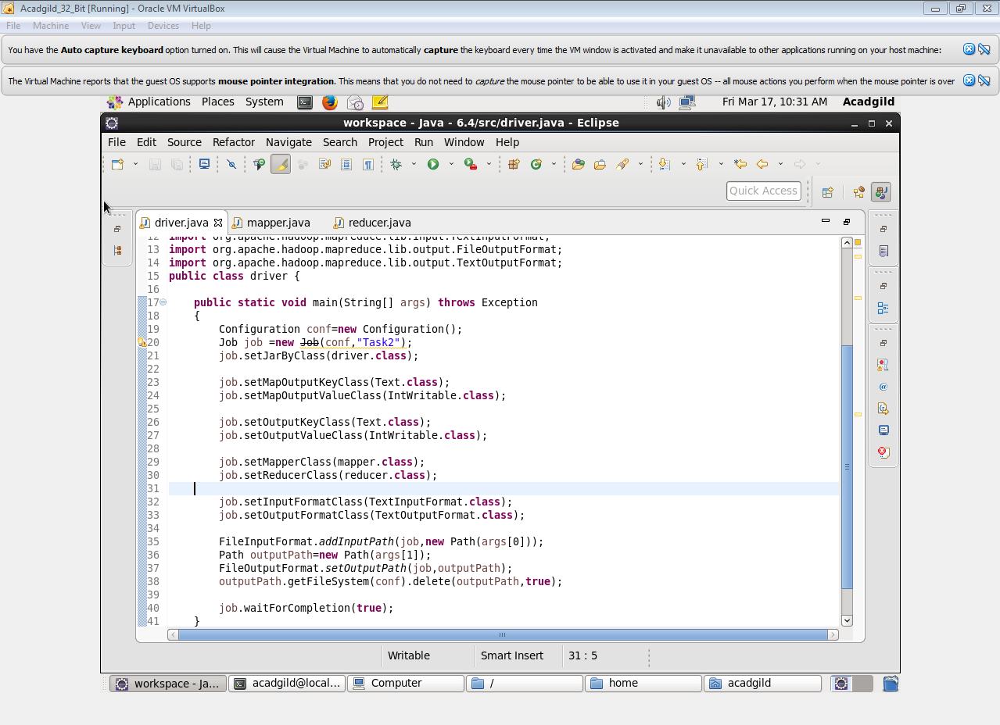 Acadgild_32_Bit [Running] - Oracle VM VirtualBox
File Machine View Input Devices Help
You have the Auto capture keyboard option turned on. This will cause the Virtual Machine to automatically capture the keyboard every time the VM window is activated and make it unavailable to other applications running on your host machine:
The Virtual Machine reports that the guest OS supports mouse pointer integration. This means that you do not need to capture the mouse pointer to be able to use it in your guest OS -- all mouse actions you perform when the mouse pointer is over
Applications Places System Fri Mar 17, 10:31 AM Acadgild
workspace - Java - 6.4/src/driver.java - Eclipse
File Edit Source Refactor Navigate Search Project Run Window Help
Quick Access
driver.java mapper.java reducer.java
12 import org.apache.hadoop.mapreduce.lib.input.TextInputFormat;
13 import org.apache.hadoop.mapreduce.lib.output.FileOutputFormat;
14 import org.apache.hadoop.mapreduce.lib.output.TextOutputFormat;
15 public class driver {
16
17     public static void main(String[] args) throws Exception
18     {
19         Configuration conf=new Configuration();
20         Job job =new Job(conf,"Task2");
21         job.setJarByClass(driver.class);
22
23         job.setMapOutputKeyClass(Text.class);
24         job.setMapOutputValueClass(IntWritable.class);
25
26         job.setOutputKeyClass(Text.class);
27         job.setOutputValueClass(IntWritable.class);
28
29         job.setMapperClass(mapper.class);
30         job.setReducerClass(reducer.class);
31
32         job.setInputFormatClass(TextInputFormat.class);
33         job.setOutputFormatClass(TextOutputFormat.class);
34
35         FileInputFormat.addInputPath(job,new Path(args[0]));
36         Path outputPath=new Path(args[1]);
37         FileOutputFormat.setOutputPath(job,outputPath);
38         outputPath.getFileSystem(conf).delete(outputPath,true);
39
40         job.waitForCompletion(true);
41     }
Writable Smart Insert 31 : 5
workspace - Ja... acadgild@local... Computer / home acadgild